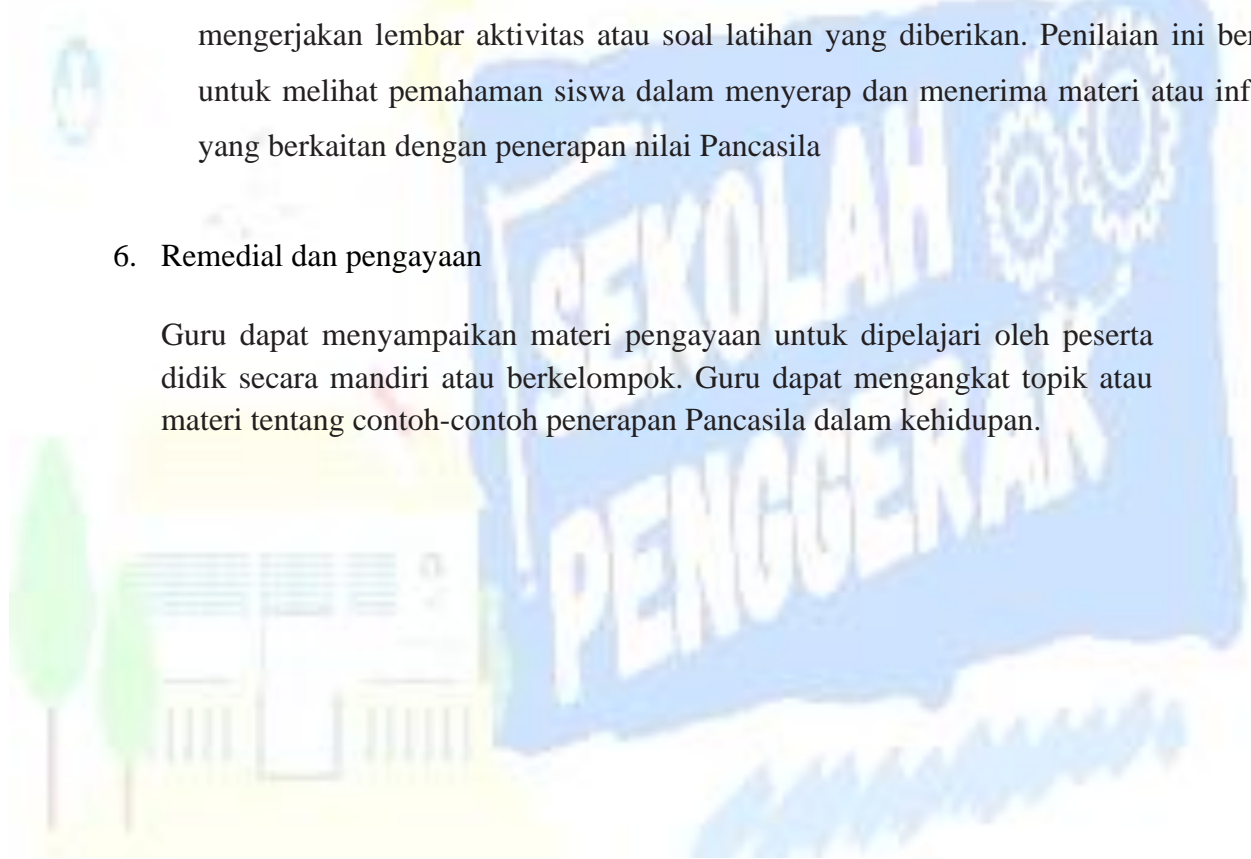 mengerjakan lembar aktivitas atau soal latihan yang diberikan. Penilaian ini
untuk melihat pemahaman siswa dalam menyerap dan menerima materi atau
yang berkaitan dengan penerapan nilai Pancasila
6. Remedial dan pengayaan
Guru dapat menyampaikan materi pengayaan untuk dipelajari oleh peserta
didik secara mandiri atau berkelompok. Guru dapat mengangkat topik atau
materi tentang contoh-contoh penerapan Pancasila dalam kehidupan.
SEKOLAH
PENGGERAK